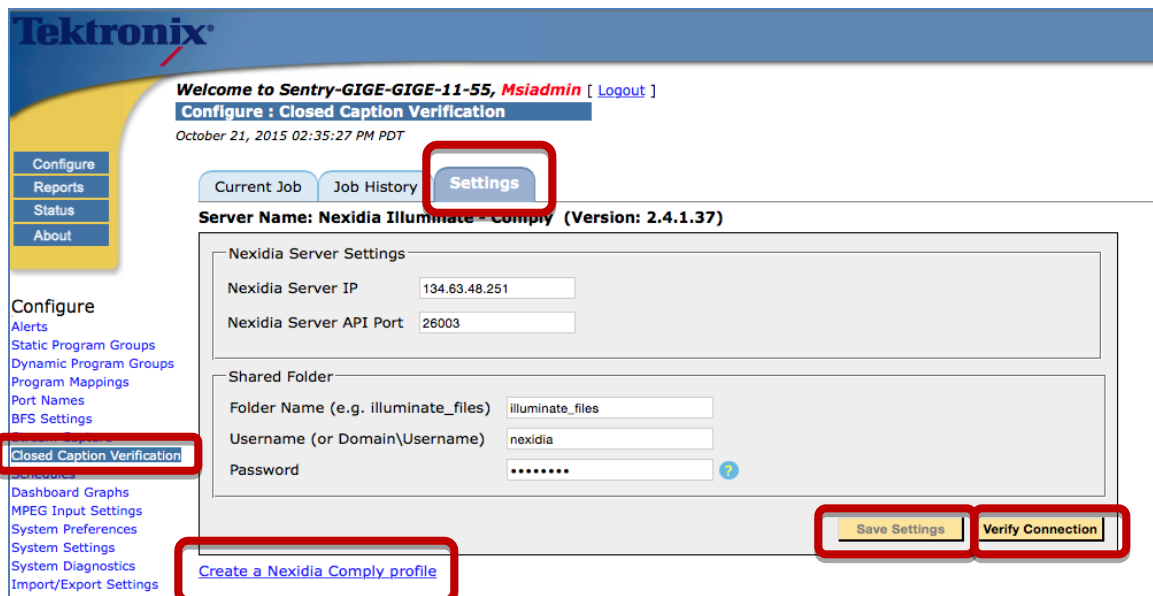 Tektronix®
Welcome to Sentry-GIGE-GIGE-11-55, Msiadmin [ Logout ]
Configure : Closed Caption Verification
October 21, 2015 02:35:27 PM PDT
Configure
Reports
Status
About
Current Job
Job History
Settings
Server Name: Nexidia Illuminate - Comply (Version: 2.4.1.37)
Nexidia Server Settings
Nexidia Server IP 134.63.48.251
Nexidia Server API Port 26003
Shared Folder
Folder Name (e.g. illuminate_files) illuminate_files
Username (or Domain\Username) nexidia
Password ••••••••
?
Save Settings
Verify Connection
Create a Nexidia Comply profile
Configure
Alerts
Static Program Groups
Dynamic Program Groups
Program Mappings
Port Names
BFS Settings
Stream Capture
Closed Caption Verification
Schedules
Dashboard Graphs
MPEG Input Settings
System Preferences
System Settings
System Diagnostics
Import/Export Settings